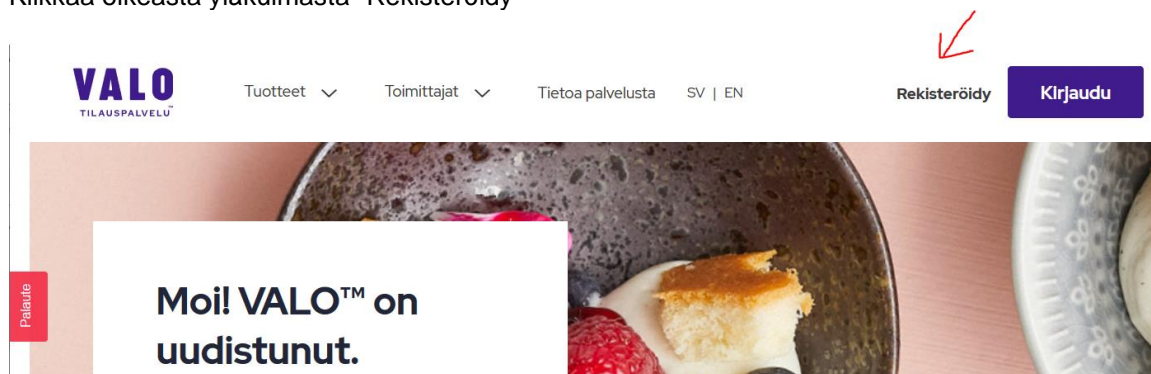 Klikkaa oikeasta yläkulmasta "Rekisteröidy"
VALO
TILAUSPALVELU™
Tuotteet
Toimittajat
Tietoa palvelusta
SV | EN
Rekisteröidy
Kirjaudu
Palaute
Moi! VALO™ on
uudistunut.